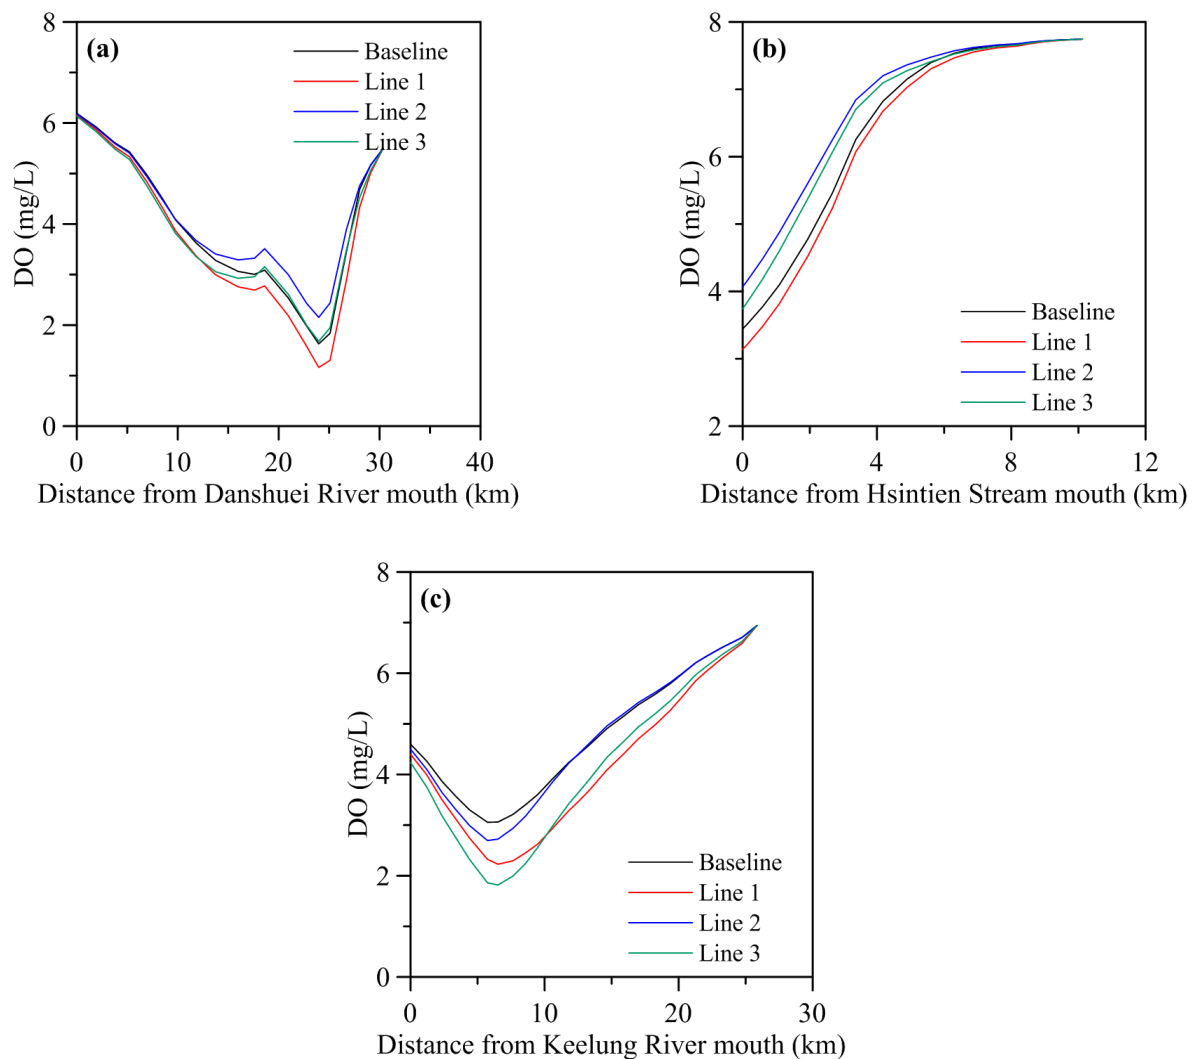 (a)
Baseline
Line 1
Line 2
Line 3
8
6
4
2
0
DO (mg/L)
0 10 20 30 40
Distance from Danshuei River mouth (km)
(b)
Baseline
Line 1
Line 2
Line 3
8
6
4
2
DO (mg/L)
0 4 8 12
Distance from Hsintien Stream mouth (km)
(c)
Baseline
Line 1
Line 2
Line 3
8
6
4
2
0
DO (mg/L)
0 10 20 30
Distance from Keelung River mouth (km)